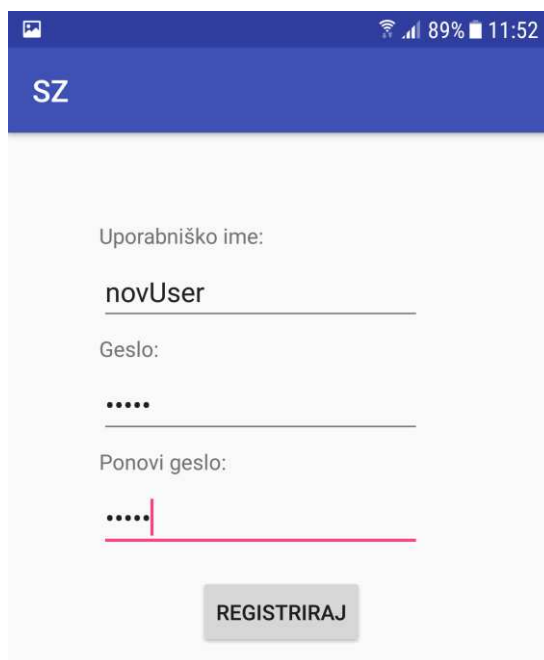 89% 11:52
SZ
Uporabniško ime:
novUser
Geslo:
•••••
Ponovi geslo:
•••••
REGISTRIRAJ